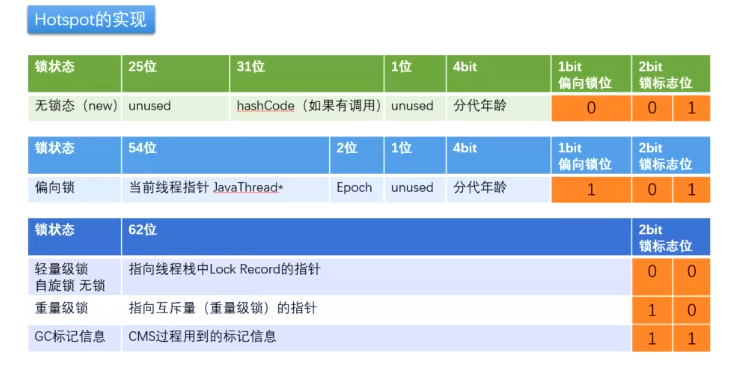 Hotspot的实现
锁状态 25位 31位 1位 4bit 1bit 2bit
偏向锁位 锁标志位
无锁态（new） unused hashCode（如果有调用） unused 分代年龄 0 0 1
锁状态 54位 2位 1位 4bit 1bit 2bit
偏向锁位 锁标志位
偏向锁 当前线程指针 JavaThread* Epoch unused 分代年龄 1 0 1
锁状态 62位 2bit
锁标志位
轻量级锁 指向线程栈中Lock Record的指针 0 0
自旋锁 无锁
重量级锁 指向互斥量（重量级锁）的指针 1 0
GC标记信息 CMS过程用到的标记信息 1 1